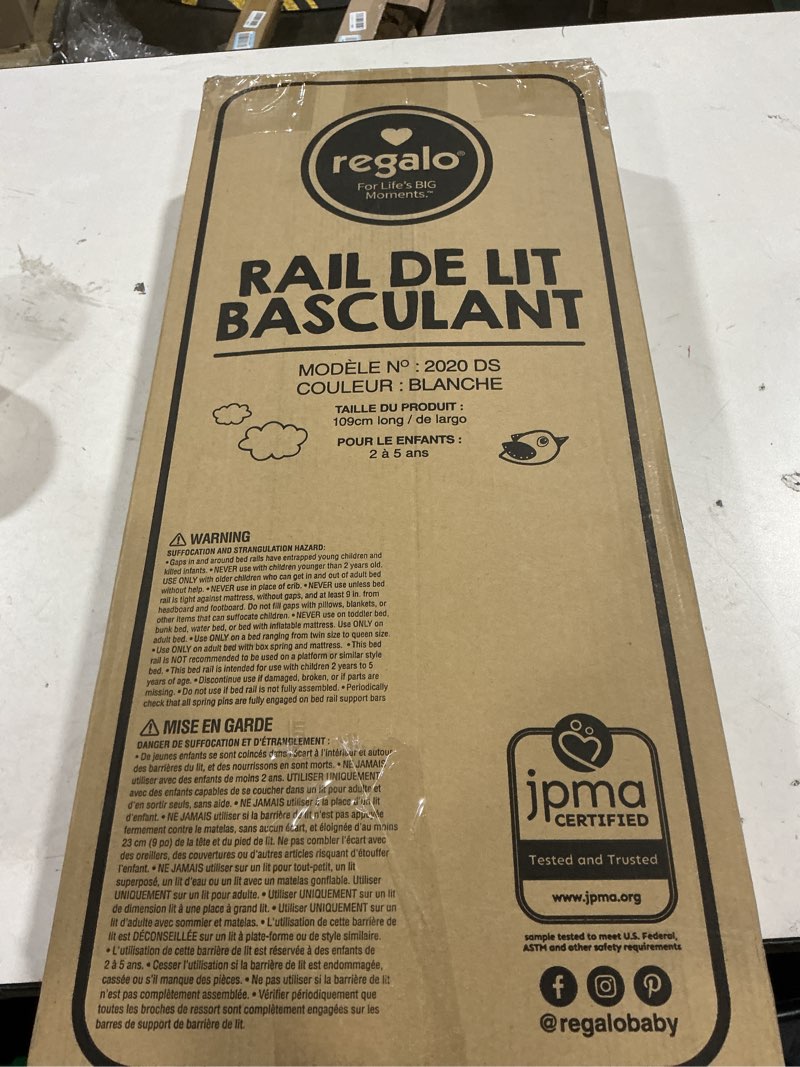 regalo®
For Life's BIG
Moments.™
RAIL DE LIT
BASCULANT
MODÈLE Nº : 2020 DS
COULEUR : BLANCHE
TAILLE DU PRODUIT :
109cm long / de largo
POUR LE ENFANTS :
2 à 5 ans
WARNING
SUFFOCATION AND STRANGULATION HAZARD:
• Gaps in and around bed rails have entrapped young children and
killed infants. • NEVER use with children younger than 2 years old.
USE ONLY with older children who can get in and out of adult bed
without help. • NEVER use in place of crib. • NEVER use unless bed
rail is tight against mattress, without gaps, and at least 9 in. from
headboard and footboard. Do not fill gaps with pillows, blankets, or
other items that can suffocate children. • NEVER use on toddler bed,
bunk bed, water bed, or bed with inflatable mattress. Use ONLY on
adult bed. • Use ONLY on a bed ranging from twin size to queen size.
• Use ONLY on adult bed with box spring and mattress. • This bed
rail is NOT recommended to be used on a platform or similar style
bed. • This bed rail is intended for use with children 2 years to 5
years of age. • Discontinue use if damaged, broken, or if parts are
missing. • Do not use if bed rail is not fully assembled. • Periodically
check that all spring pins are fully engaged on bed rail support bars
MISE EN GARDE
DANGER DE SUFFOCATION ET D'ÉTRANGLEMENT :
• De jeunes enfants se sont coincés dans l'écart à l'intérieur et autour
des barrières du lit, et des nourrissons en sont morts. • NE JAMAIS
utiliser avec des enfants de moins 2 ans. UTILISER UNIQUEMENT
avec des enfants capables de se coucher dans un lit pour adulte et
d'en sortir seuls, sans aide. • NE JAMAIS utiliser à la place d'un lit
d'enfant. • NE JAMAIS utiliser si la barrière de lit n'est pas appuyée
fermement contre le matelas, sans aucun écart, et éloignée d'au moins
23 cm (9 po) de la tête et du pied de lit. Ne pas combler l'écart avec
des oreillers, des couvertures ou d'autres articles risquant d'étouffer
l'enfant. • NE JAMAIS utiliser sur un lit pour tout-petit, un lit
superposé, un lit d'eau ou un lit avec un matelas gonflable. Utiliser
UNIQUEMENT sur un lit pour adulte. • Utiliser UNIQUEMENT sur un lit
de dimension lit à une place à grand lit. • Utiliser UNIQUEMENT sur un
lit d'adulte avec sommier et matelas. • L'utilisation de cette barrière de
lit est DÉCONSEILLÉE sur un lit à plate-forme ou de style similaire.
• L'utilisation de cette barrière de lit est réservée à des enfants de
2 à 5 ans. • Cesser l'utilisation si la barrière de lit est endommagée,
cassée ou s'il manque des pièces. • Ne pas utiliser si la barrière de lit
n'est pas complètement assemblée. • Vérifier périodiquement que
toutes les broches de ressort sont complètement engagées sur les
barres de support de barrière de lit.
jpma
CERTIFIED
Tested and Trusted
www.jpma.org
sample tested to meet U.S. Federal,
ASTM and other safety requirements
@regalobaby